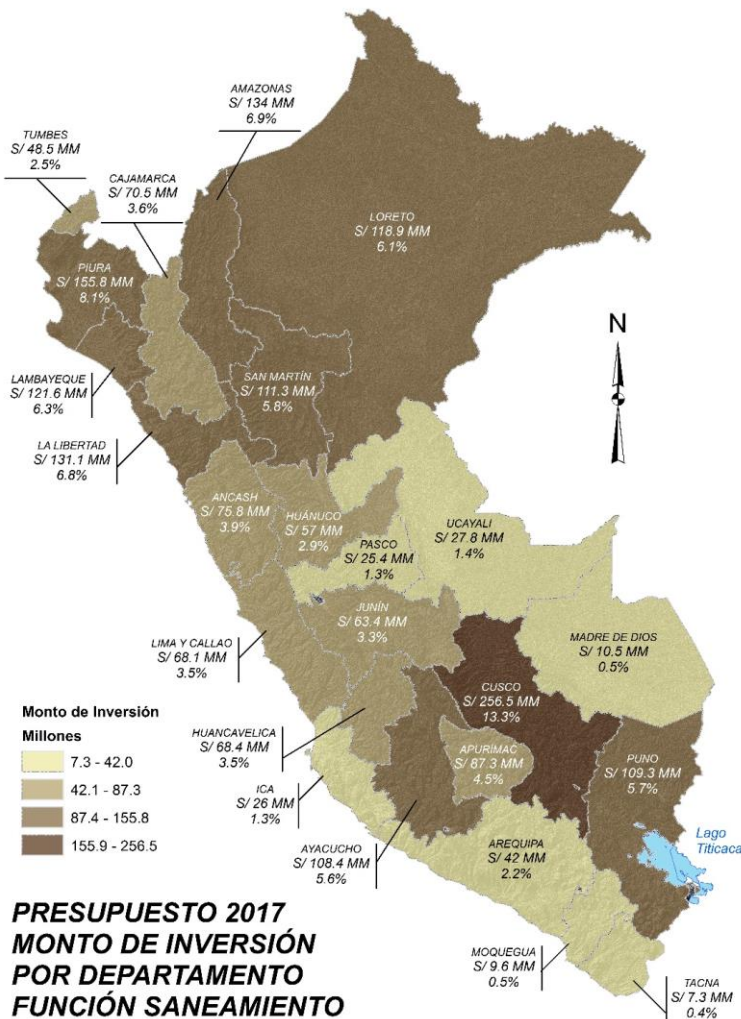 AMAZONAS
S/ 134 MM
6.9%
TUMBES
S/ 48.5 MM
2.5%
CAJAMARCA
S/ 70.5 MM
3.6%
LORETO
S/ 118.9 MM
6.1%
PIURA
S/ 155.8 MM
8.1%
N
LAMBAYEQUE
S/ 121.6 MM
6.3%
SAN MARTÍN
S/ 111.3 MM
5.8%
LA LIBERTAD
S/ 131.1 MM
6.8%
ANCASH
S/ 75.8 MM
3.9%
HUÁNUCO
S/ 57 MM
2.9%
UCAYALI
S/ 27.8 MM
1.4%
PASCO
S/ 25.4 MM
1.3%
JUNÍN
S/ 63.4 MM
3.3%
LIMA Y CALLAO
S/ 68.1 MM
3.5%
MADRE DE DIOS
S/ 10.5 MM
0.5%
CUSCO
S/ 256.5 MM
13.3%
HUANCAVELICA
S/ 68.4 MM
3.5%
APURÍMAC
S/ 87.3 MM
4.5%
PUNO
S/ 109.3 MM
5.7%
ICA
S/ 26 MM
1.3%
AYACUCHO
S/ 108.4 MM
5.6%
AREQUIPA
S/ 42 MM
2.2%
Lago
Titicaca
MOQUEGUA
S/ 9.6 MM
0.5%
TACNA
S/ 7.3 MM
0.4%
Monto de Inversión
Millones
7.3 - 42.0
42.1 - 87.3
87.4 - 155.8
155.9 - 256.5
PRESUPUESTO 2017
MONTO DE INVERSIÓN
POR DEPARTAMENTO
FUNCIÓN SANEAMIENTO